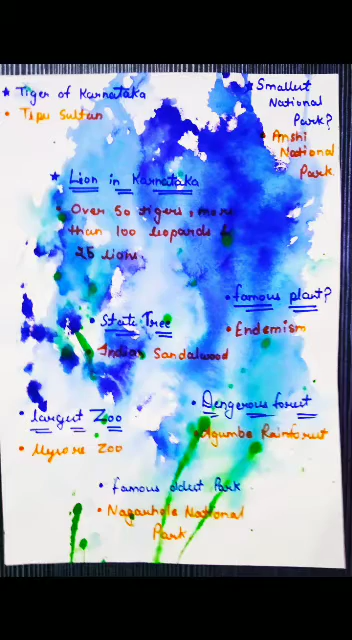 ★ Tiger of Karnataka
• Tipu Sultan
★ Smallest
National
Park?
• Anshi
National
Park.
★ Lion in Karnataka
• Over 50 tigers, more
than 100 leopards &
25 lions.
• famous plant?
• Endemism
• State Tree
• Indian Sandalwood
• largest Zoo
• Mysore Zoo
• Dengerous forest
• Agumbe Rainforest
• famous oldest Park
• Nagarhole National
Park